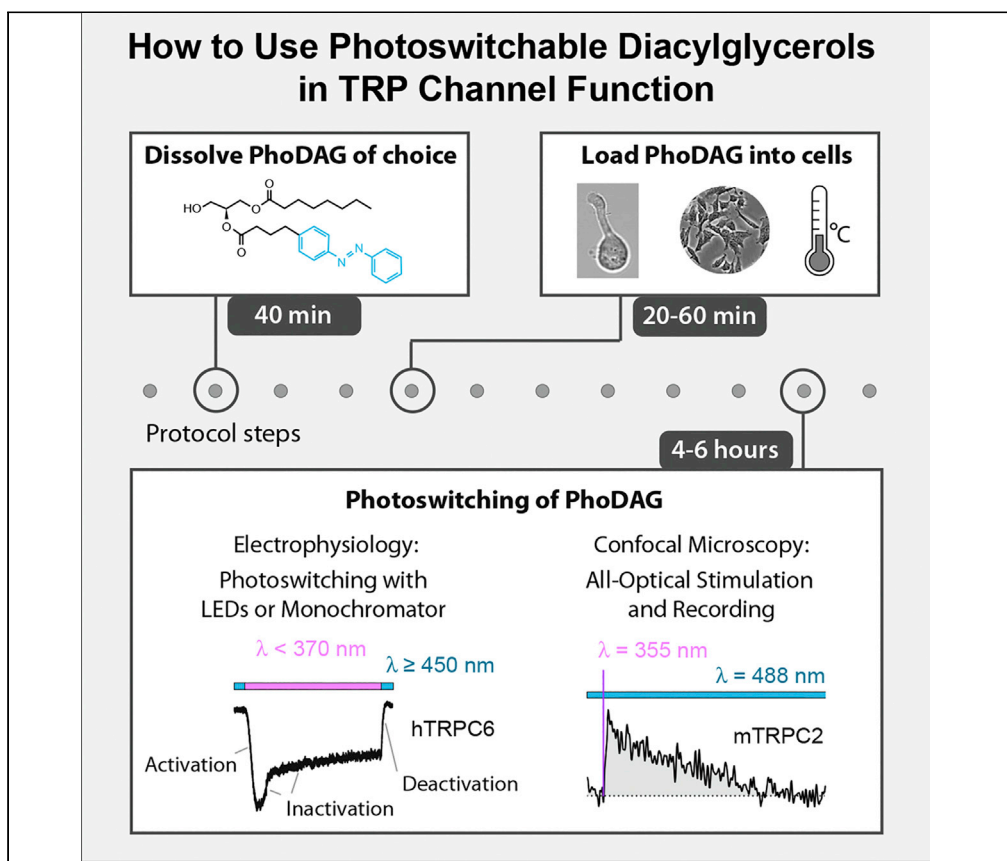 How to Use Photoswitchable Diacylglycerols
in TRP Channel Function
Dissolve PhoDAG of choice
HO
O
O
O
O
N
N
40 min
Load PhoDAG into cells
°C
20-60 min
Protocol steps
4-6 hours
Photoswitching of PhoDAG
Electrophysiology:
Photoswitching with
LEDs or Monochromator
λ < 370 nm
λ ≥ 450 nm
hTRPC6
Activation
Inactivation
Deactivation
Confocal Microscopy:
All-Optical Stimulation
and Recording
λ = 355 nm
λ = 488 nm
mTRPC2